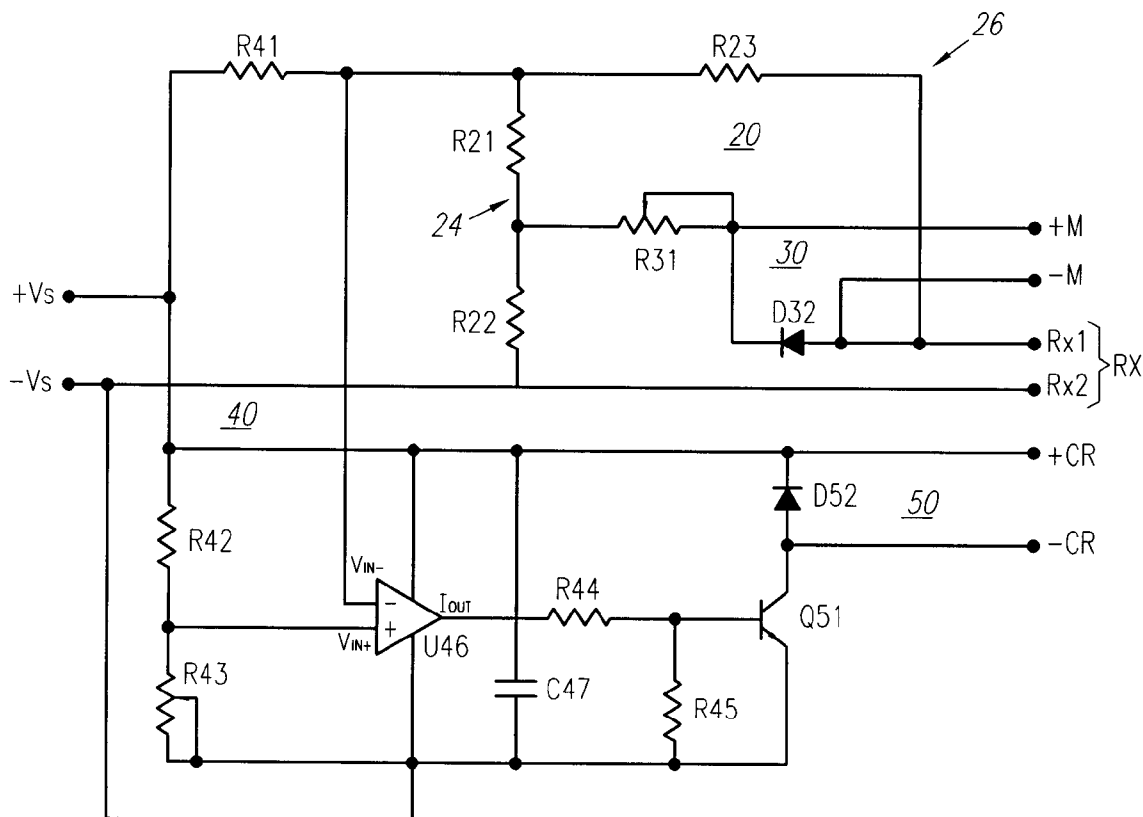 26
R41
R23
R21
20
24
R31
30
+M
-M
+Vs
R22
D32
Rx1
RX
-Vs
Rx2
40
+CR
D52
50
R42
-CR
VIN-
R44
-
IOUT
+
Q51
VIN+
U46
R43
C47
R45